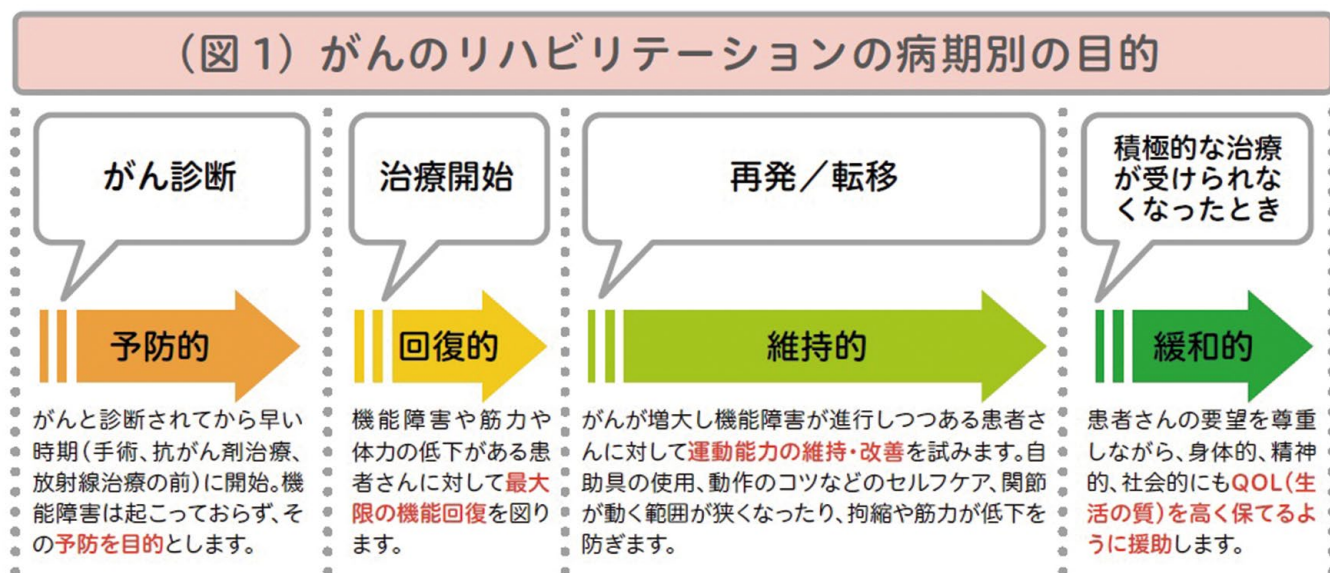 (図1)がんのリハビリテーションの病期別の目的
がん診断
予防的
がんと診断されてから早い
時期(手術、抗がん剤治療、
放射線治療の前)に開始。機
能障害は起こっておらず、そ
の予防を目的とします。
治療開始
回復的
機能障害や筋力や
体力の低下がある患
者さんに対して最大
限の機能回復を図り
ます。
再発/転移
維持的
がんが増大し機能障害が進行しつつある患者さ
んに対して運動能力の維持・改善を試みます。自
助具の使用、動作のコツなどのセルフケア、関節
が動く範囲が狭くなったり、拘縮や筋力が低下を
防ぎます。
積極的な治療
が受けられな
くなったとき
緩和的
患者さんの要望を尊重
しながら、身体的、精神
的、社会的にもQOL(生
活の質)を高く保てるよ
うに援助します。